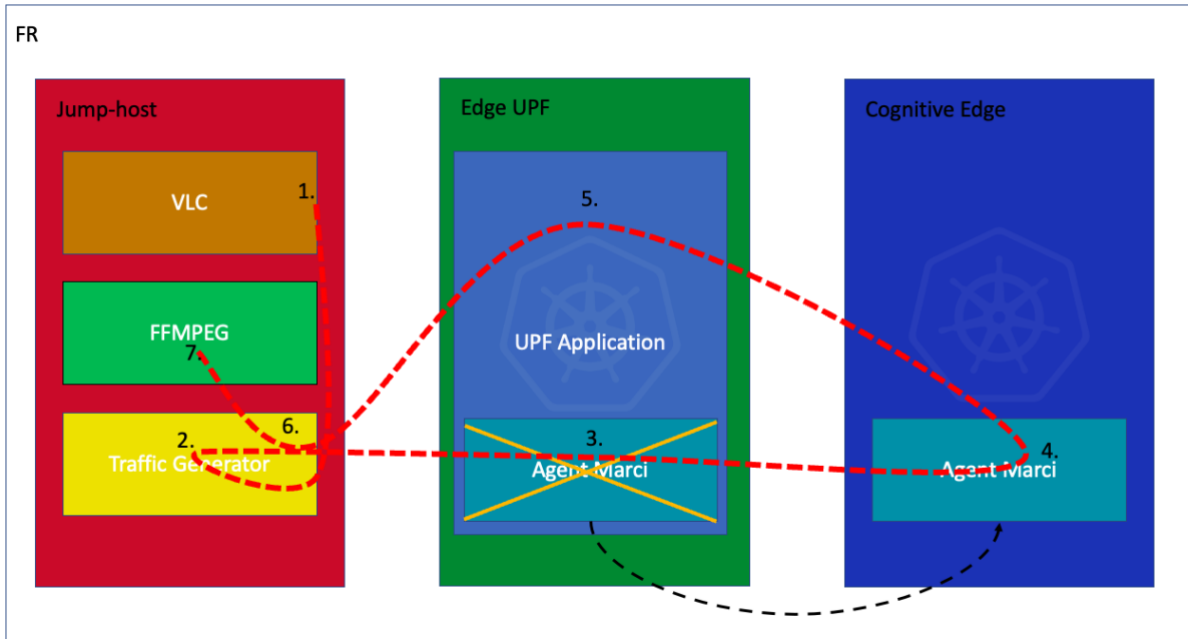 FR
Jump-host
Edge UPF
Cognitive Edge
VLC
1.
5.
FFMPEG
7.
UPF Application
6.
2.
Traffic Generator
3.
Agent Marci
4.
Agent Marci